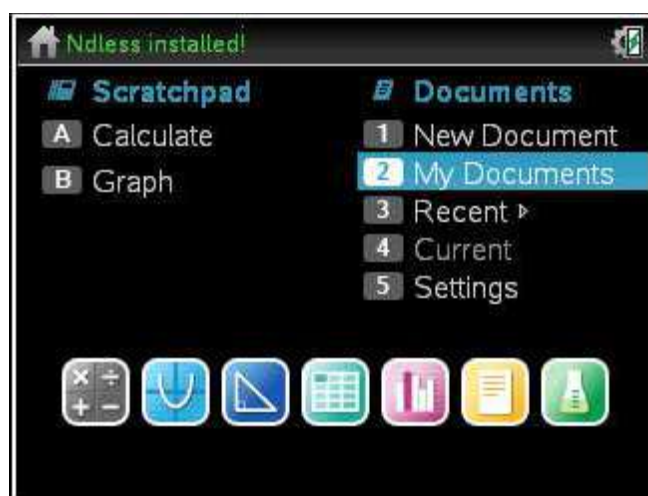 Ndless installed!
Scratchpad
A Calculate
B Graph
Documents
1 New Document
2 My Documents
3 Recent ▹
4 Current
5 Settings